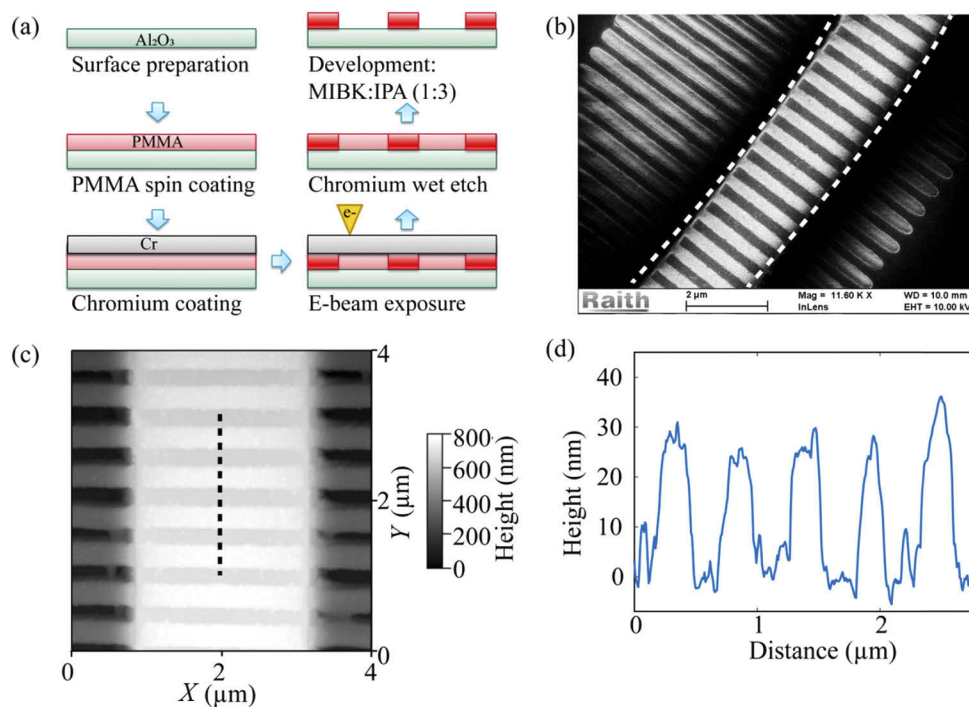 (a)
Al₂O₃
Surface preparation
PMMA
PMMA spin coating
Cr
Chromium coating
Development:
MIBK:IPA (1:3)
Chromium wet etch
e-
E-beam exposure
(b)
Raith
2 μm
Mag = 11.60 K X
InLens
WD = 10.0 mm
EHT = 10.00 kV
(c)
4
2
0
Y (μm)
0
2
4
X (μm)
800
600
400
200
0
Height (nm)
(d)
40
30
20
10
0
Height (nm)
0
1
2
Distance (μm)